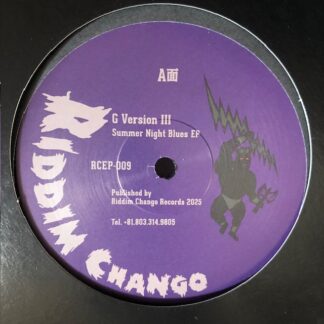 A面
G Version III
Summer Night Blues EP
RCEP-009
Published by
Riddim Chango Records 2025
Tel. +81.803.314.9805
RIDDIM CHANGO